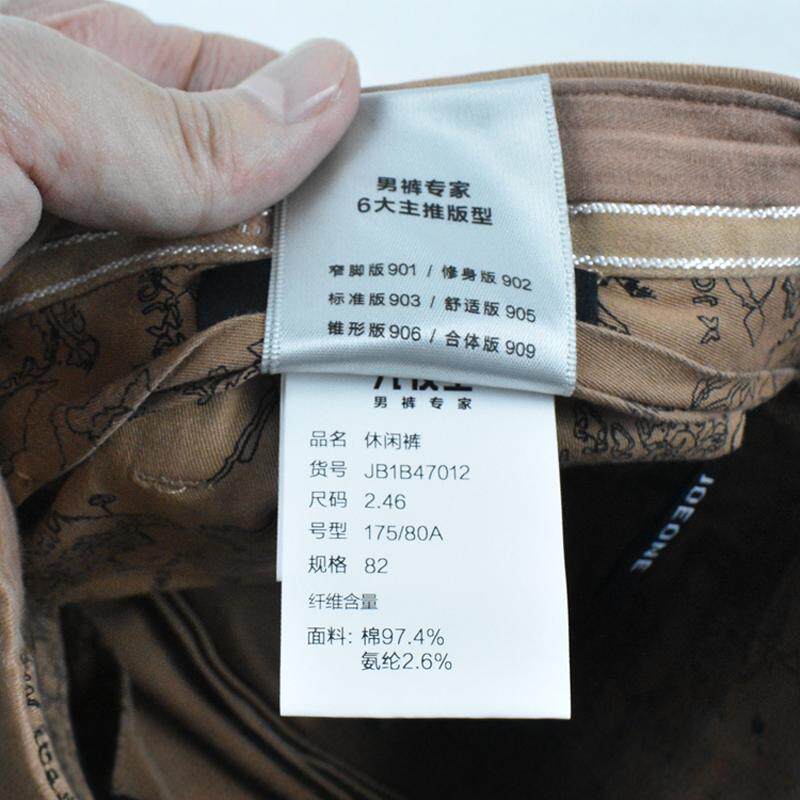 男裤专家
6大主推版型
窄脚版901 / 修身版902
标准版903 / 舒适版905
锥形版906 / 合体版909
男裤专家
品名 休闲裤
货号 JB1B47012
尺码 2.46
号型 175/80A
规格 82
纤维含量
面料: 棉97.4%
氨纶2.6%
JOEONE